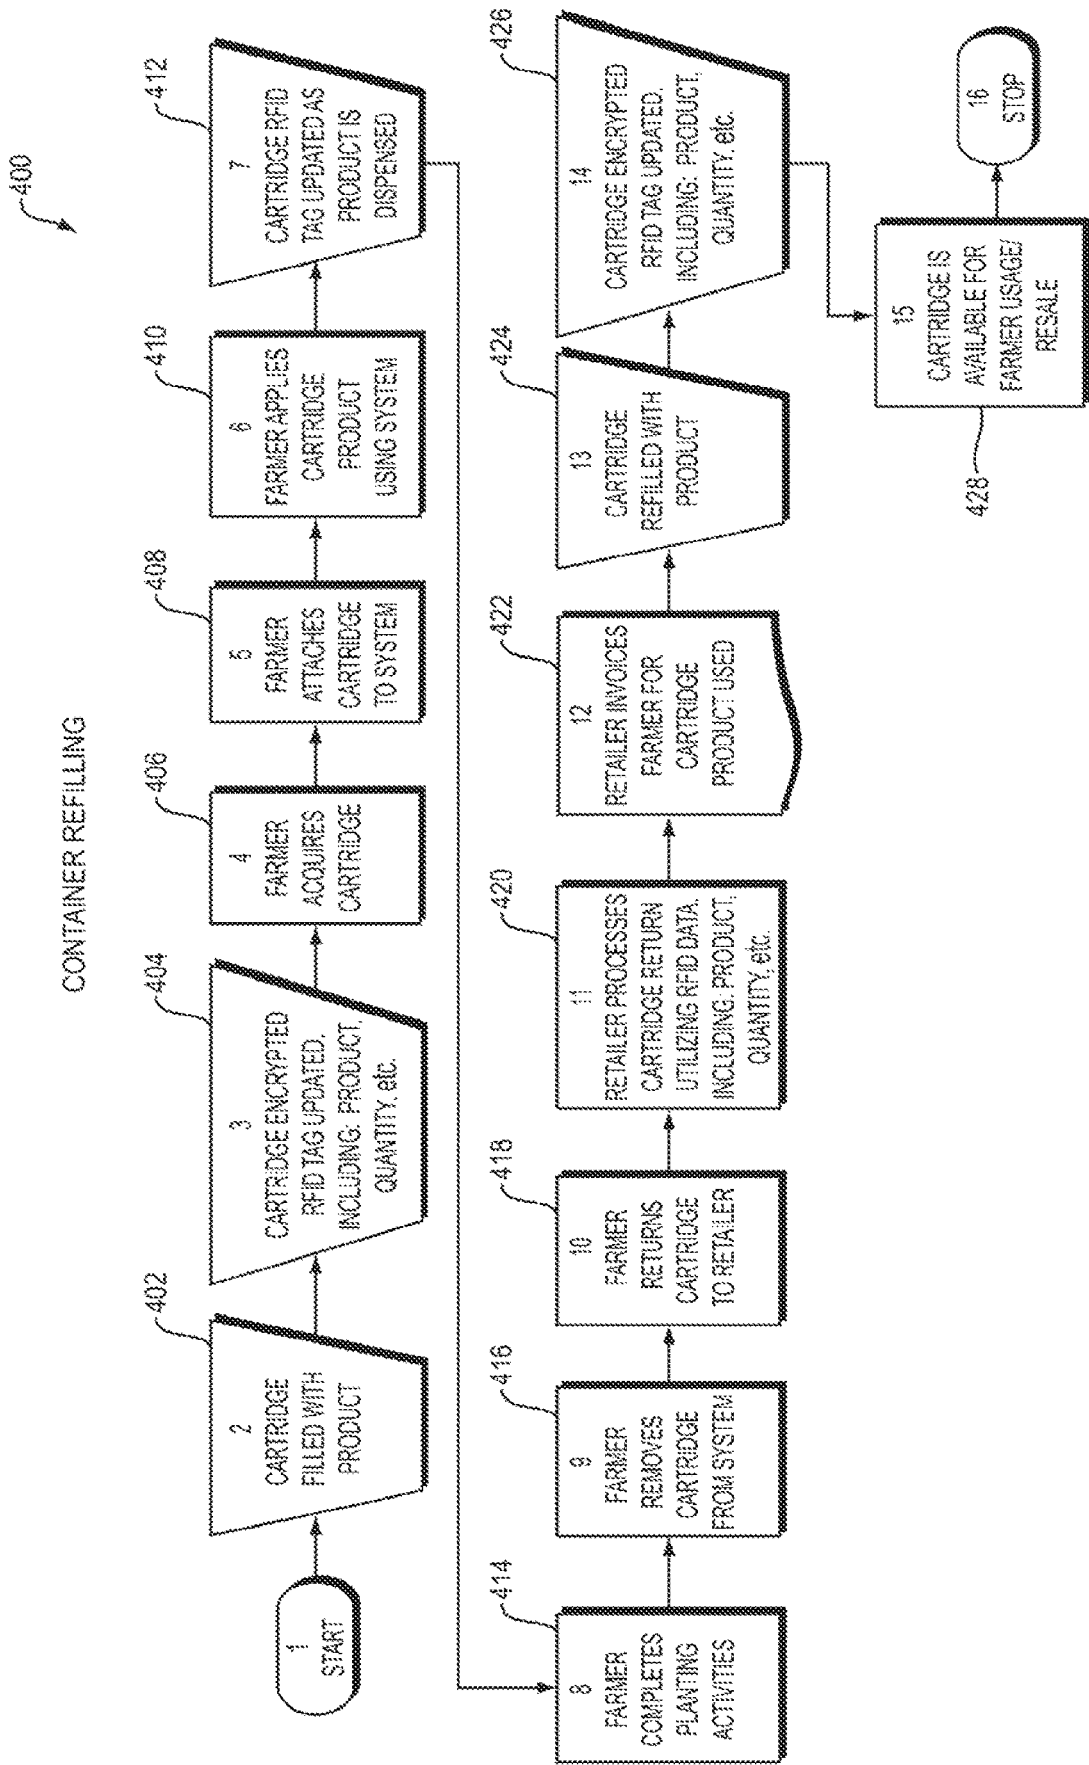 CONTAINER REFILLING
400
1
START
402
2
CARTRIDGE
FILLED WITH
PRODUCT
404
3
CARTRIDGE ENCRYPTED
RFID TAG UPDATED,
INCLUDING: PRODUCT,
QUANTITY, etc.
406
4
FARMER
ACQUIRES
CARTRIDGE
408
5
FARMER
ATTACHES
CARTRIDGE
TO SYSTEM
410
6
FARMER APPLIES
CARTRIDGE
PRODUCT
USING SYSTEM
412
7
CARTRIDGE RFID
TAG UPDATED AS
PRODUCT IS
DISPENSED
414
8
FARMER
COMPLETES
PLANTING
ACTIVITIES
416
9
FARMER
REMOVES
CARTRIDGE
FROM SYSTEM
418
10
FARMER
RETURNS
CARTRIDGE
TO RETAILER
420
11
RETAILER PROCESSES
CARTRIDGE RETURN
UTILIZING RFID DATA,
INCLUDING: PRODUCT,
QUANTITY, etc.
422
12
RETAILER INVOICES
FARMER FOR
CARTRIDGE
PRODUCT USED
424
13
CARTRIDGE
REFILLED WITH
PRODUCT
426
14
CARTRIDGE ENCRYPTED
RFID TAG UPDATED,
INCLUDING: PRODUCT,
QUANTITY, etc.
428
15
CARTRIDGE IS
AVAILABLE FOR
FARMER USAGE/
RESALE
16
STOP